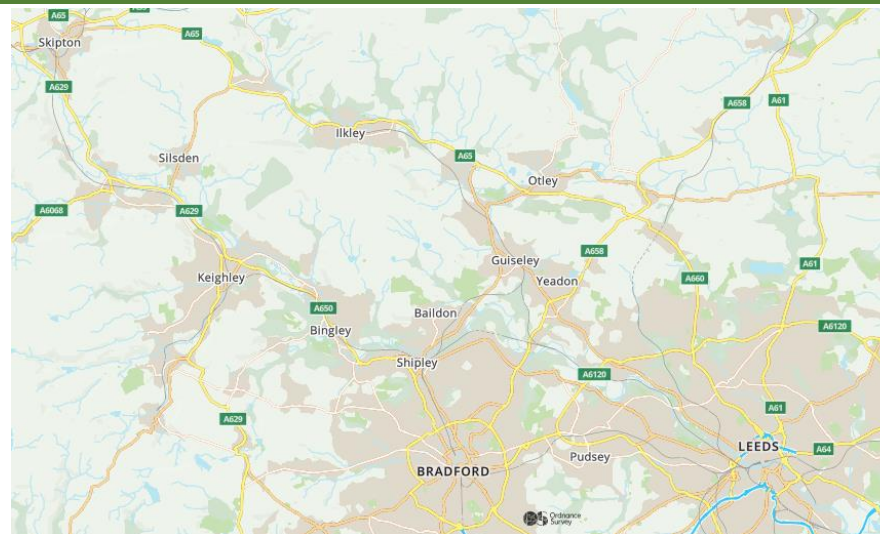 A65
A65
Skipton
A629
A658
A61
Ilkley
Silsden
A65
Otley
A6068
A629
A658
Guiseley
A61
Keighley
Yeadon
A660
A650
Baildon
Bingley
A6120
Shipley
A6120
A61
A629
LEEDS
A64
Pudsey
BRADFORD
OS Ordnance
Survey